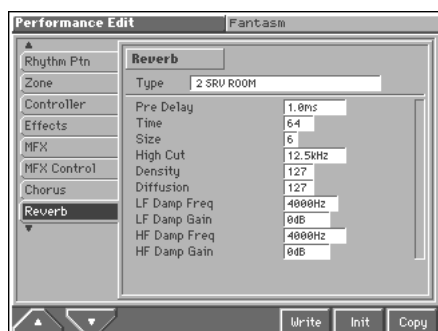 Performance Edit
Fantasm
Rhythm Ptn
Zone
Controller
Effects
MFX
MFX Control
Chorus
Reverb
Reverb
Type 2 SRV ROOM
Pre Delay 1.0ms
Time 64
Size 6
High Cut 12.5kHz
Density 127
Diffusion 127
LF Damp Freq 4000Hz
LF Damp Gain 0dB
HF Damp Freq 4000Hz
HF Damp Gain 0dB
Write Init Copy